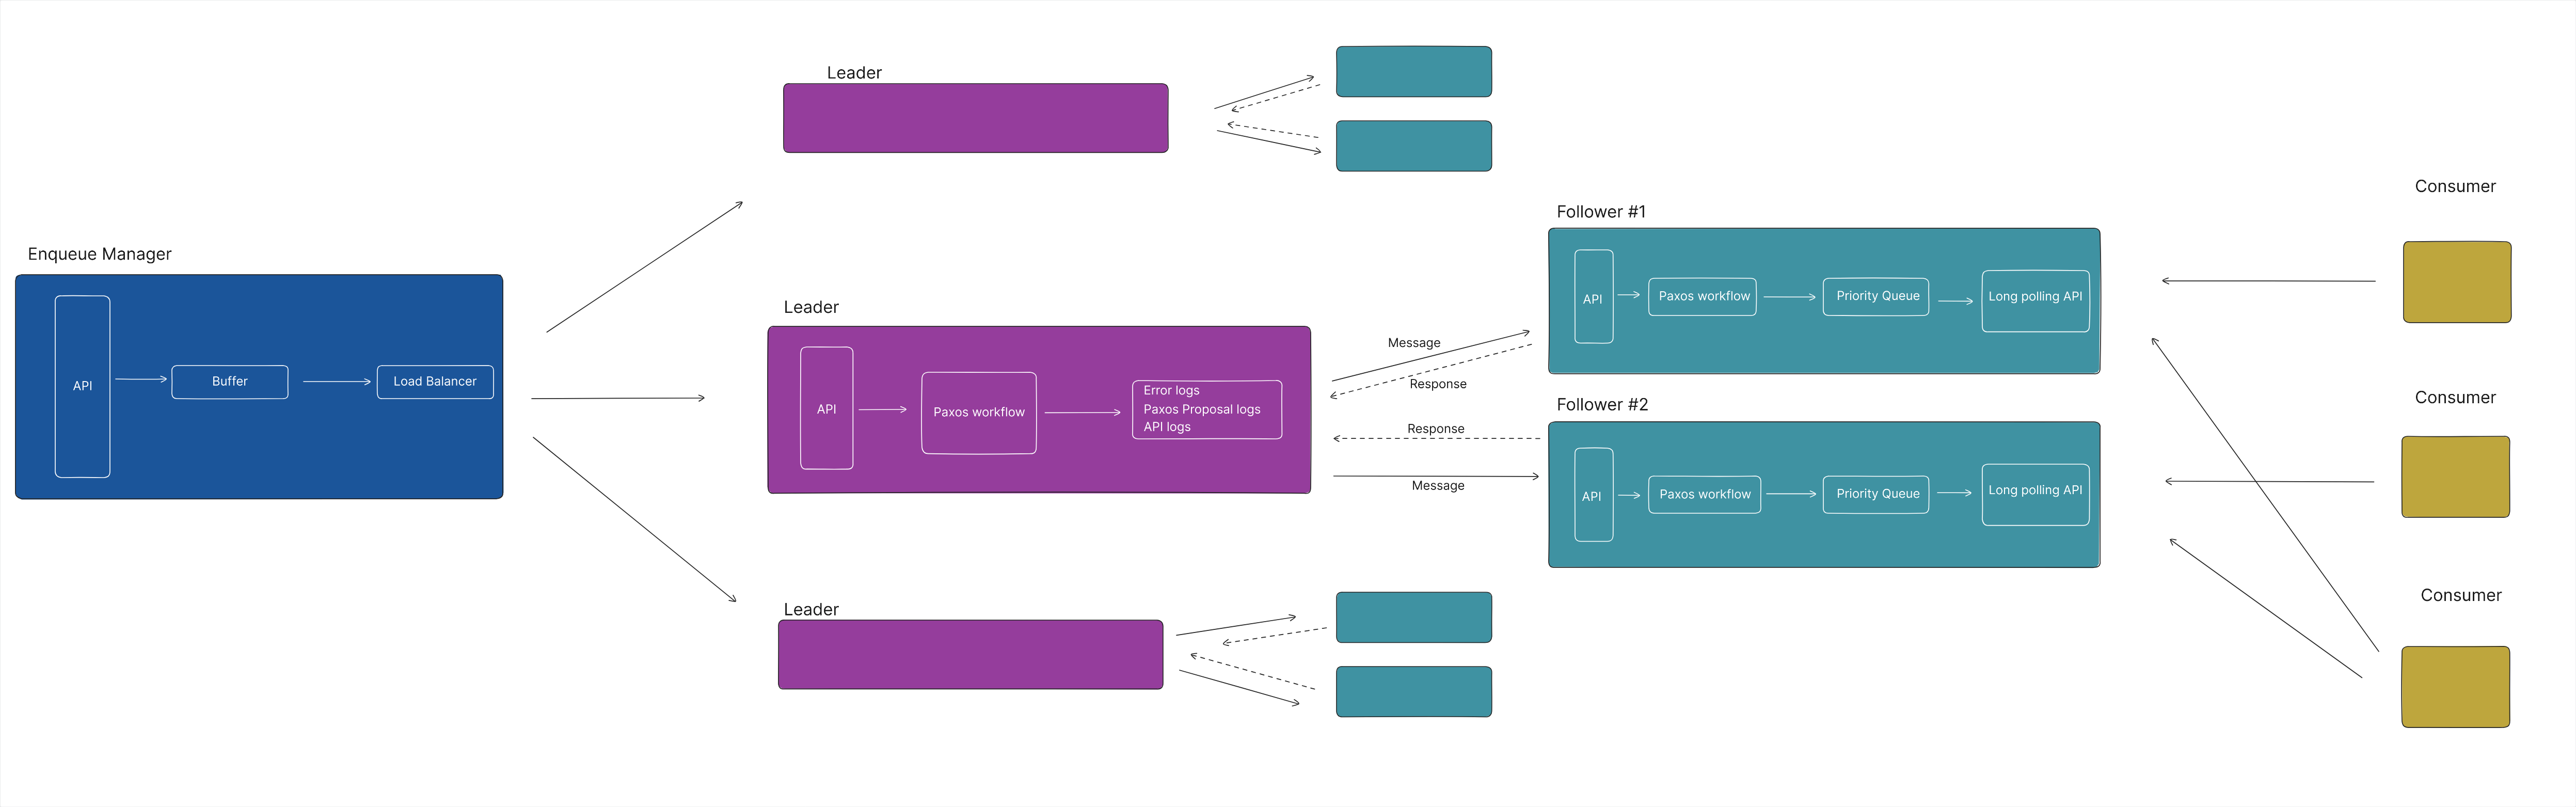 Leader
Enqueue Manager
API
Buffer
Load Balancer
Leader
API
Paxos workflow
Error logs
Paxos Proposal logs
API logs
Message
Response
Response
Message
Follower #1
API
Paxos workflow
Priority Queue
Long polling API
Follower #2
API
Paxos workflow
Priority Queue
Long polling API
Leader
Consumer
Consumer
Consumer